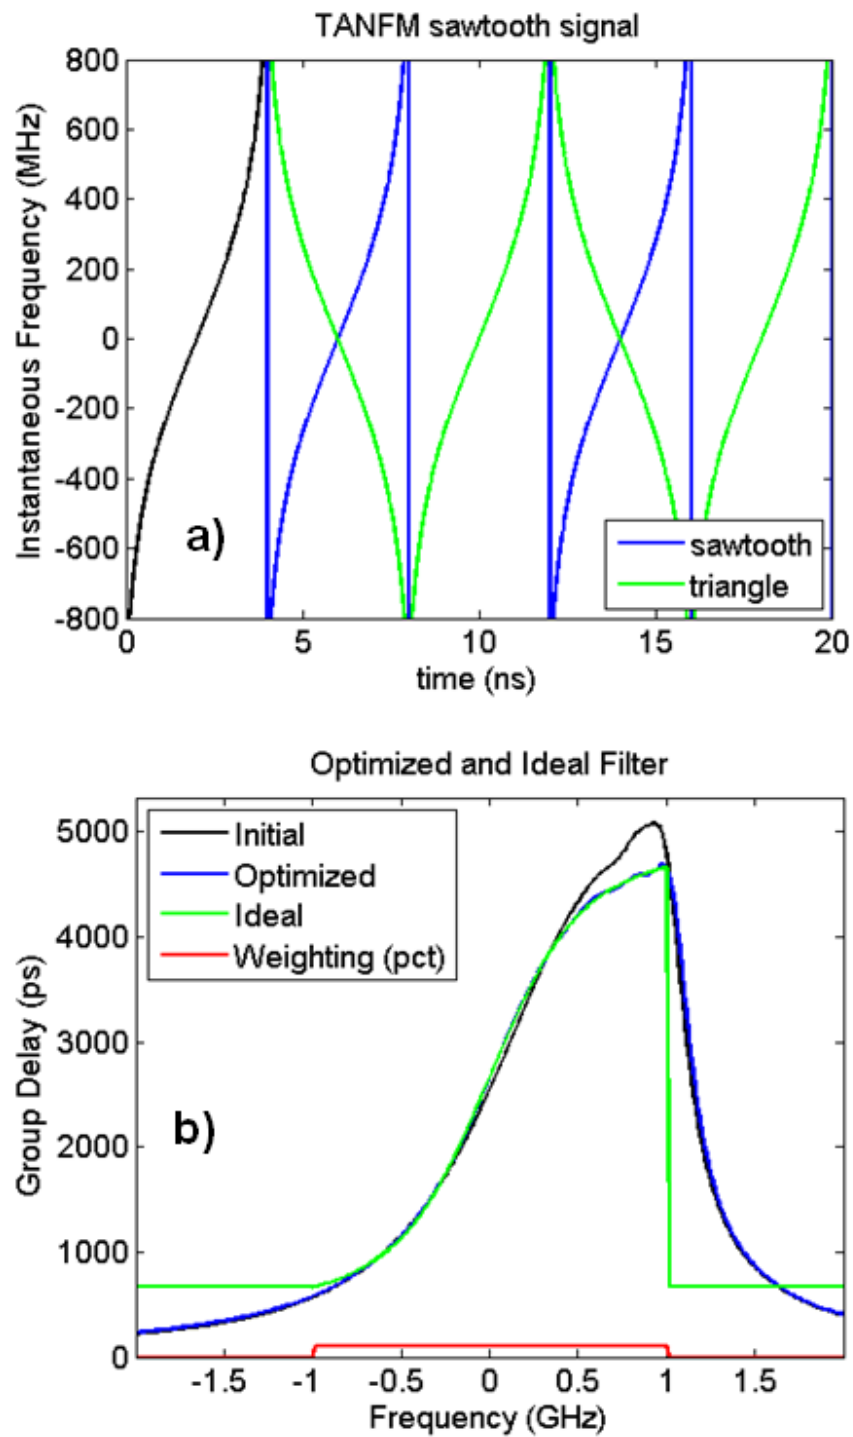 TANFM sawtooth signal
Instantaneous Frequency (MHz)
800
600
400
200
0
-200
-400
-600
-800
a)
sawtooth
triangle
0 5 10 15 20
time (ns)
Optimized and Ideal Filter
Group Delay (ps)
5000
4000
3000
2000
1000
0
Initial
Optimized
Ideal
Weighting (pct)
b)
-1.5 -1 -0.5 0 0.5 1 1.5
Frequency (GHz)